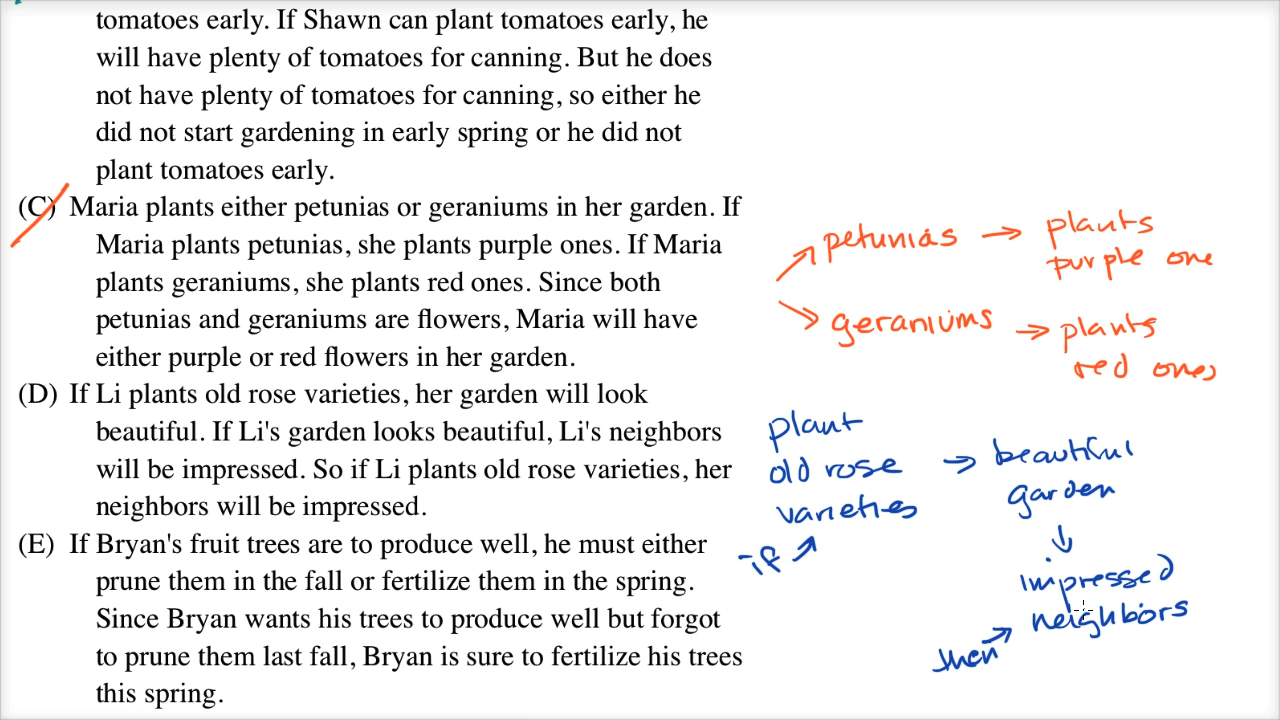 tomatoes early. If Shawn can plant tomatoes early, he
will have plenty of tomatoes for canning. But he does
not have plenty of tomatoes for canning, so either he
did not start gardening in early spring or he did not
plant tomatoes early.
(C) Maria plants either petunias or geraniums in her garden. If
Maria plants petunias, she plants purple ones. If Maria
plants geraniums, she plants red ones. Since both
petunias and geraniums are flowers, Maria will have
either purple or red flowers in her garden.
(D) If Li plants old rose varieties, her garden will look
beautiful. If Li's garden looks beautiful, Li's neighbors
will be impressed. So if Li plants old rose varieties, her
neighbors will be impressed.
(E) If Bryan's fruit trees are to produce well, he must either
prune them in the fall or fertilize them in the spring.
Since Bryan wants his trees to produce well but forgot
to prune them last fall, Bryan is sure to fertilize his trees
this spring.
petunias → plants
purple one
geraniums → plants
red ones
plant
old rose → beautiful
varieties garden
if
↓
impressed
neighbors
then